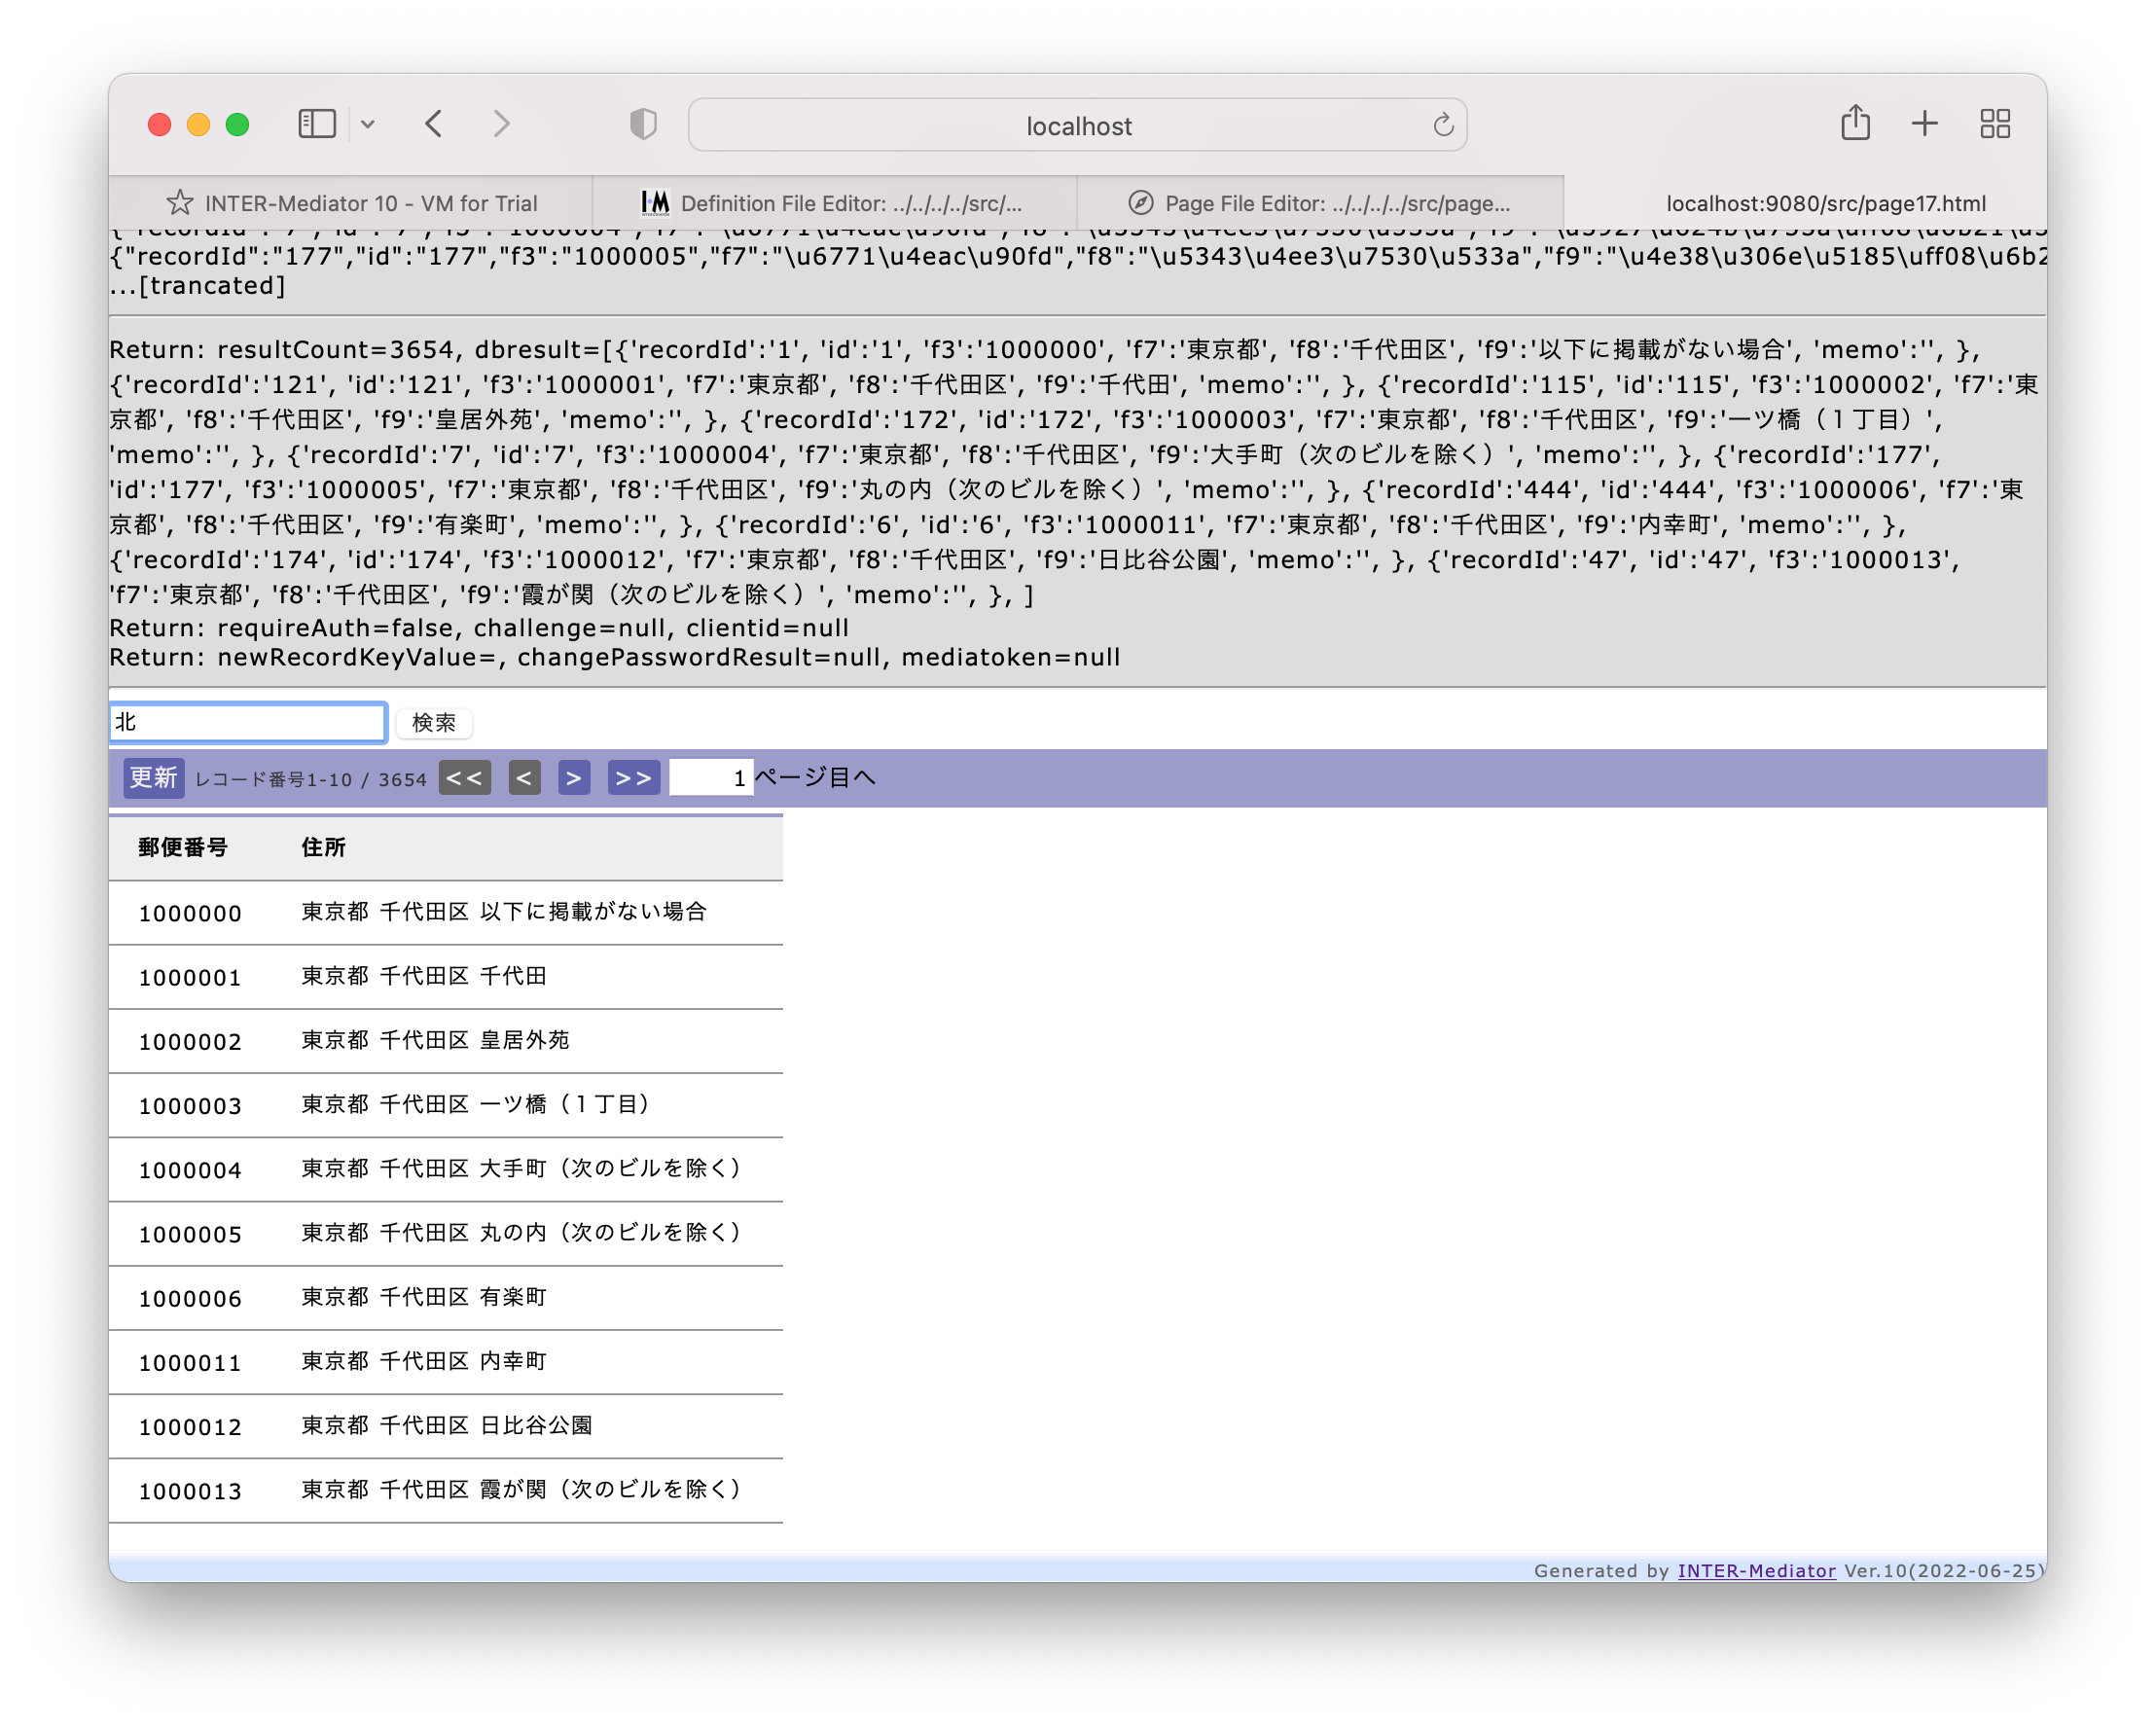 localhost
INTER-Mediator 10 - VM for Trial
Definition File Editor: ../../../../src/...
Page File Editor: ../../../../src/page...
localhost:9080/src/page17.html
{"recordId":"177","id":"177","f3":"1000005","f7":"\u6771\u4eac\u90fd","f8":"\u5343\u4ee3\u7530\u533a","f9":"\u4e38\u306e\u5185\uff08\u6b2
...[trancated]
Return: resultCount=3654, dbresult=[{'recordId':'1', 'id':'1', 'f3':'1000000', 'f7':'東京都', 'f8':'千代田区', 'f9':'以下に掲載がない場合', 'memo':'', },
{'recordId':'121', 'id':'121', 'f3':'1000001', 'f7':'東京都', 'f8':'千代田区', 'f9':'千代田', 'memo':'', }, {'recordId':'115', 'id':'115', 'f3':'1000002', 'f7':'東
京都', 'f8':'千代田区', 'f9':'皇居外苑', 'memo':'', }, {'recordId':'172', 'id':'172', 'f3':'1000003', 'f7':'東京都', 'f8':'千代田区', 'f9':'一ツ橋（１丁目）',
'memo':'', }, {'recordId':'7', 'id':'7', 'f3':'1000004', 'f7':'東京都', 'f8':'千代田区', 'f9':'大手町（次のビルを除く）', 'memo':'', }, {'recordId':'177',
'id':'177', 'f3':'1000005', 'f7':'東京都', 'f8':'千代田区', 'f9':'丸の内（次のビルを除く）', 'memo':'', }, {'recordId':'444', 'id':'444', 'f3':'1000006', 'f7':'東
京都', 'f8':'千代田区', 'f9':'有楽町', 'memo':'', }, {'recordId':'6', 'id':'6', 'f3':'1000011', 'f7':'東京都', 'f8':'千代田区', 'f9':'内幸町', 'memo':'', },
{'recordId':'174', 'id':'174', 'f3':'1000012', 'f7':'東京都', 'f8':'千代田区', 'f9':'日比谷公園', 'memo':'', }, {'recordId':'47', 'id':'47', 'f3':'1000013',
'f7':'東京都', 'f8':'千代田区', 'f9':'霞が関（次のビルを除く）', 'memo':'', }, ]
Return: requireAuth=false, challenge=null, clientid=null
Return: newRecordKeyValue=, changePasswordResult=null, mediatoken=null
北 検索
更新 レコード番号1-10 / 3654 << < > >> 1ページ目へ
郵便番号 住所
1000000 東京都 千代田区 以下に掲載がない場合
1000001 東京都 千代田区 千代田
1000002 東京都 千代田区 皇居外苑
1000003 東京都 千代田区 一ツ橋（１丁目）
1000004 東京都 千代田区 大手町（次のビルを除く）
1000005 東京都 千代田区 丸の内（次のビルを除く）
1000006 東京都 千代田区 有楽町
1000011 東京都 千代田区 内幸町
1000012 東京都 千代田区 日比谷公園
1000013 東京都 千代田区 霞が関（次のビルを除く）
Generated by INTER-Mediator Ver.10(2022-06-25)